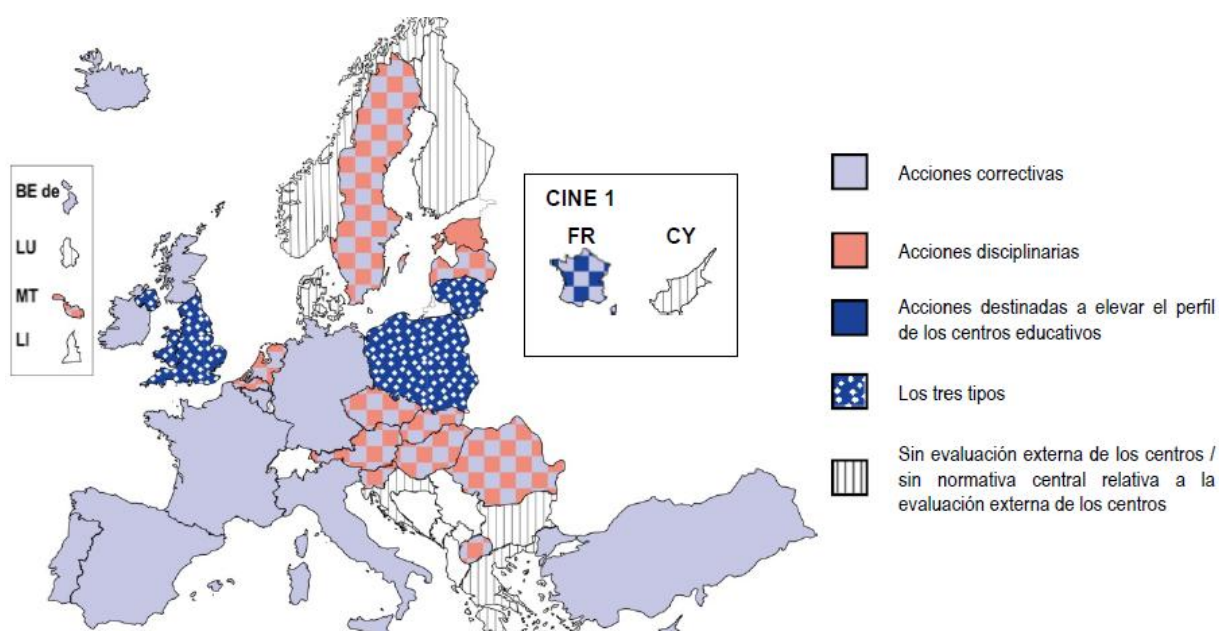 BE de
LU
MT
LI
CINE 1
FR CY
Acciones correctivas
Acciones disciplinarias
Acciones destinadas a elevar el perfil
de los centros educativos
Los tres tipos
Sin evaluación externa de los centros /
sin normativa central relativa a la
evaluación externa de los centros